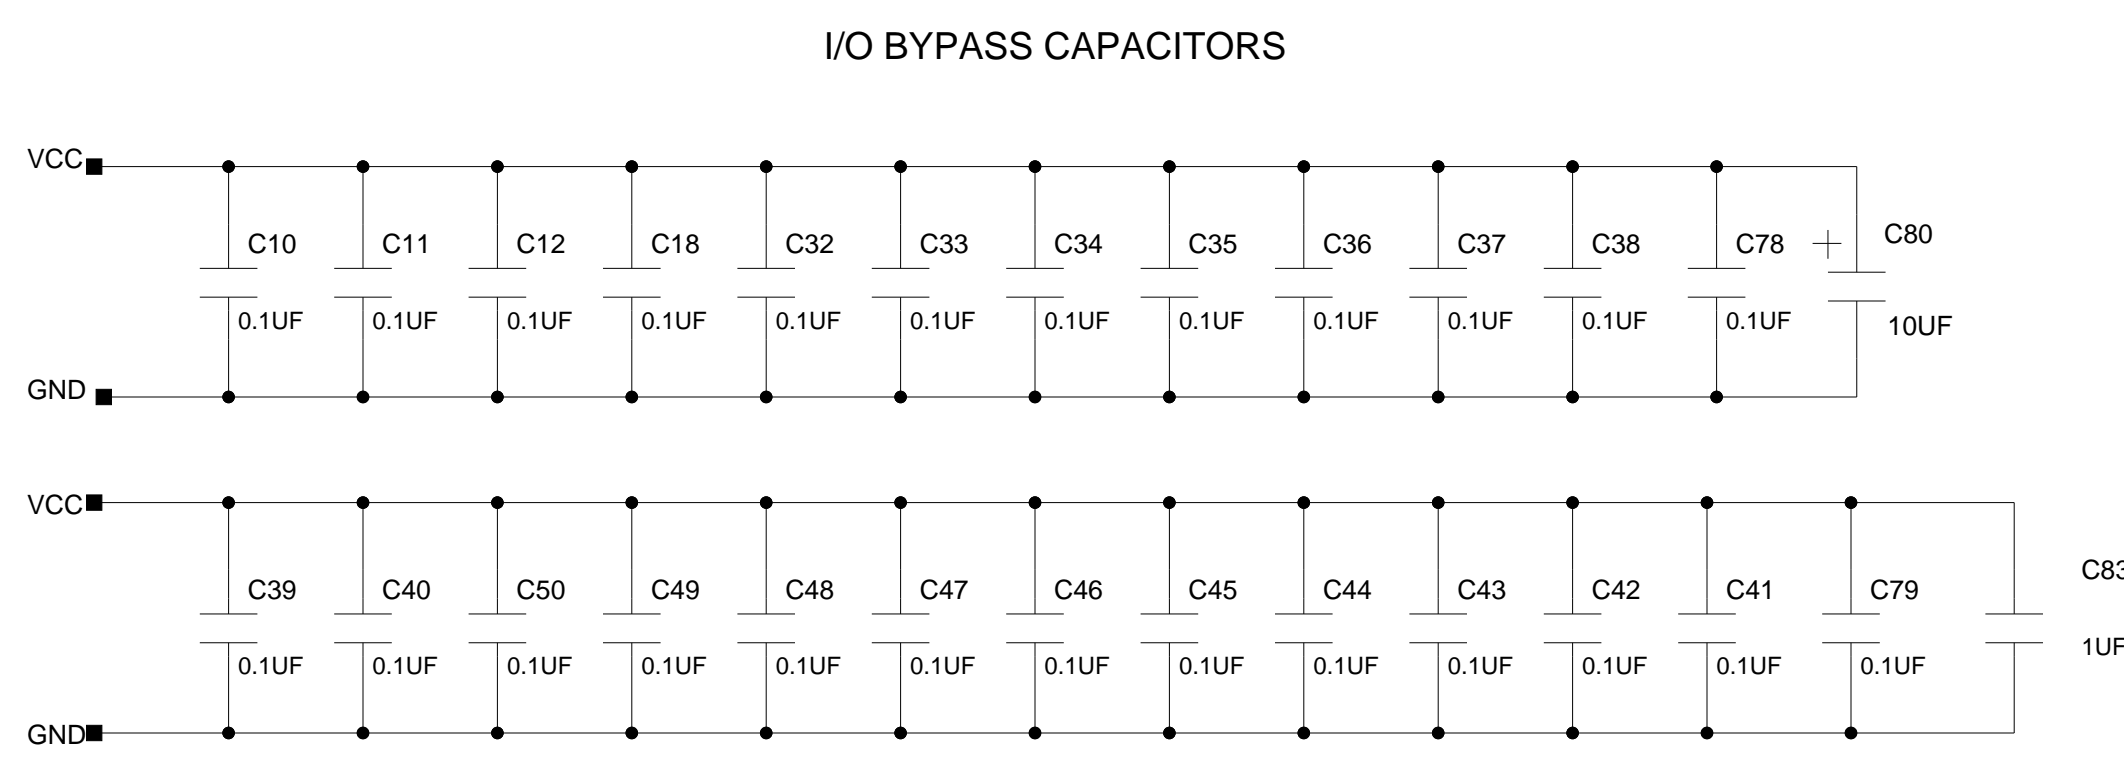 I/O BYPASS CAPACITORS
VCC
C10 C11 C12 C18 C32 C33 C34 C35 C36 C37 C38 C78 + C80
0.1UF 0.1UF 0.1UF 0.1UF 0.1UF 0.1UF 0.1UF 0.1UF 0.1UF 0.1UF 0.1UF 0.1UF 10UF
GND
VCC
C39 C40 C50 C49 C48 C47 C46 C45 C44 C43 C42 C41 C79 C83
0.1UF 0.1UF 0.1UF 0.1UF 0.1UF 0.1UF 0.1UF 0.1UF 0.1UF 0.1UF 0.1UF 0.1UF 0.1UF 1UF
GND